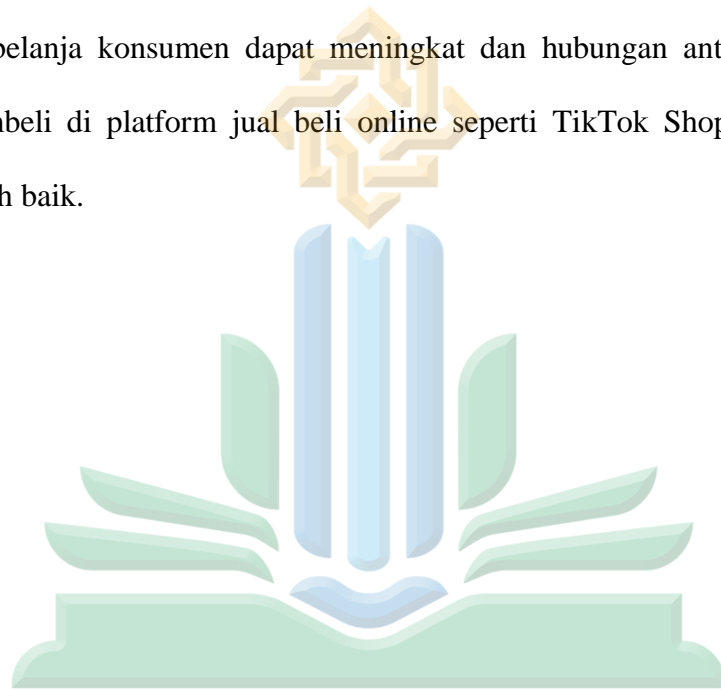 belanja konsumen dapat meningkat dan hubungan ant
nbeli di platform jual beli online seperti TikTok Shop
h baik.